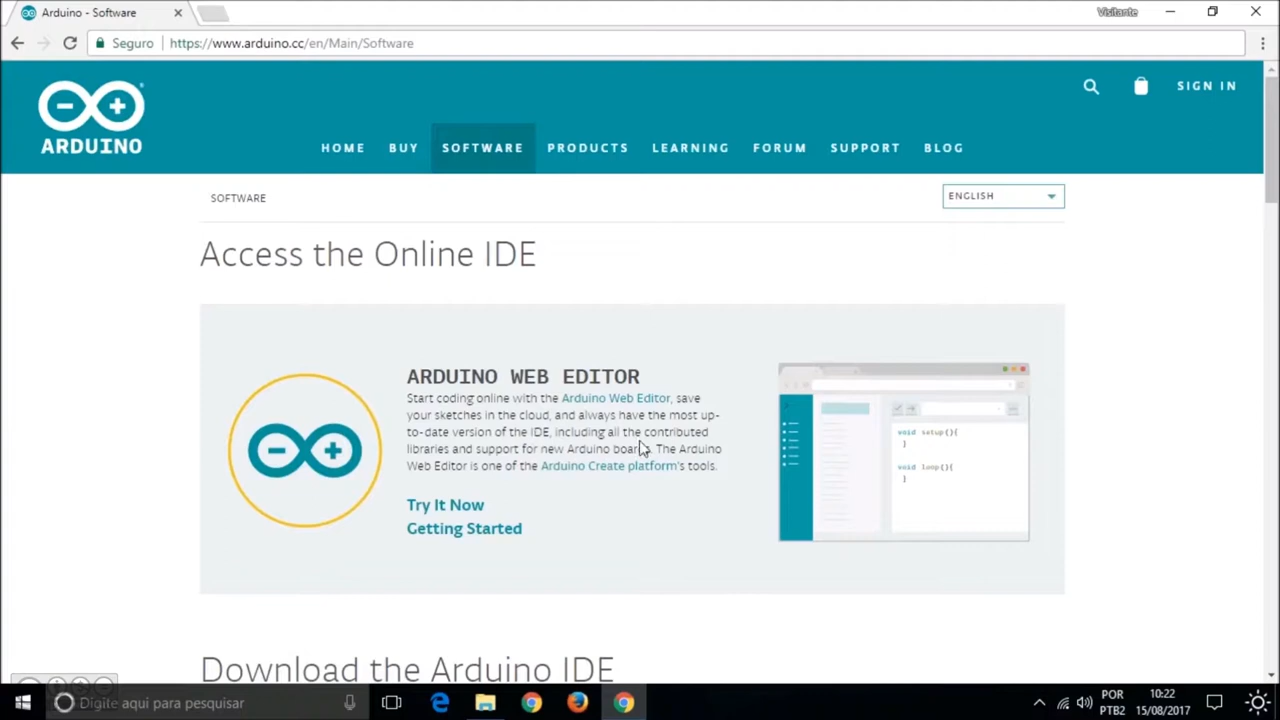 Arduino - Software
Visitante
Seguro
https://www.arduino.cc/en/Main/Software
SIGN IN
ARDUINO
HOME BUY SOFTWARE PRODUCTS LEARNING FORUM SUPPORT BLOG
SOFTWARE
ENGLISH
Access the Online IDE
ARDUINO WEB EDITOR
Start coding online with the Arduino Web Editor, save
your sketches in the cloud, and always have the most up-
to-date version of the IDE, including all the contributed
libraries and support for new Arduino boards. The Arduino
Web Editor is one of the Arduino Create platform's tools.
Try It Now
Getting Started
void setup(){
}
void loop(){
}
Download the Arduino IDE
Digite aqui para pesquisar
POR
PTB2
10:22
15/08/2017